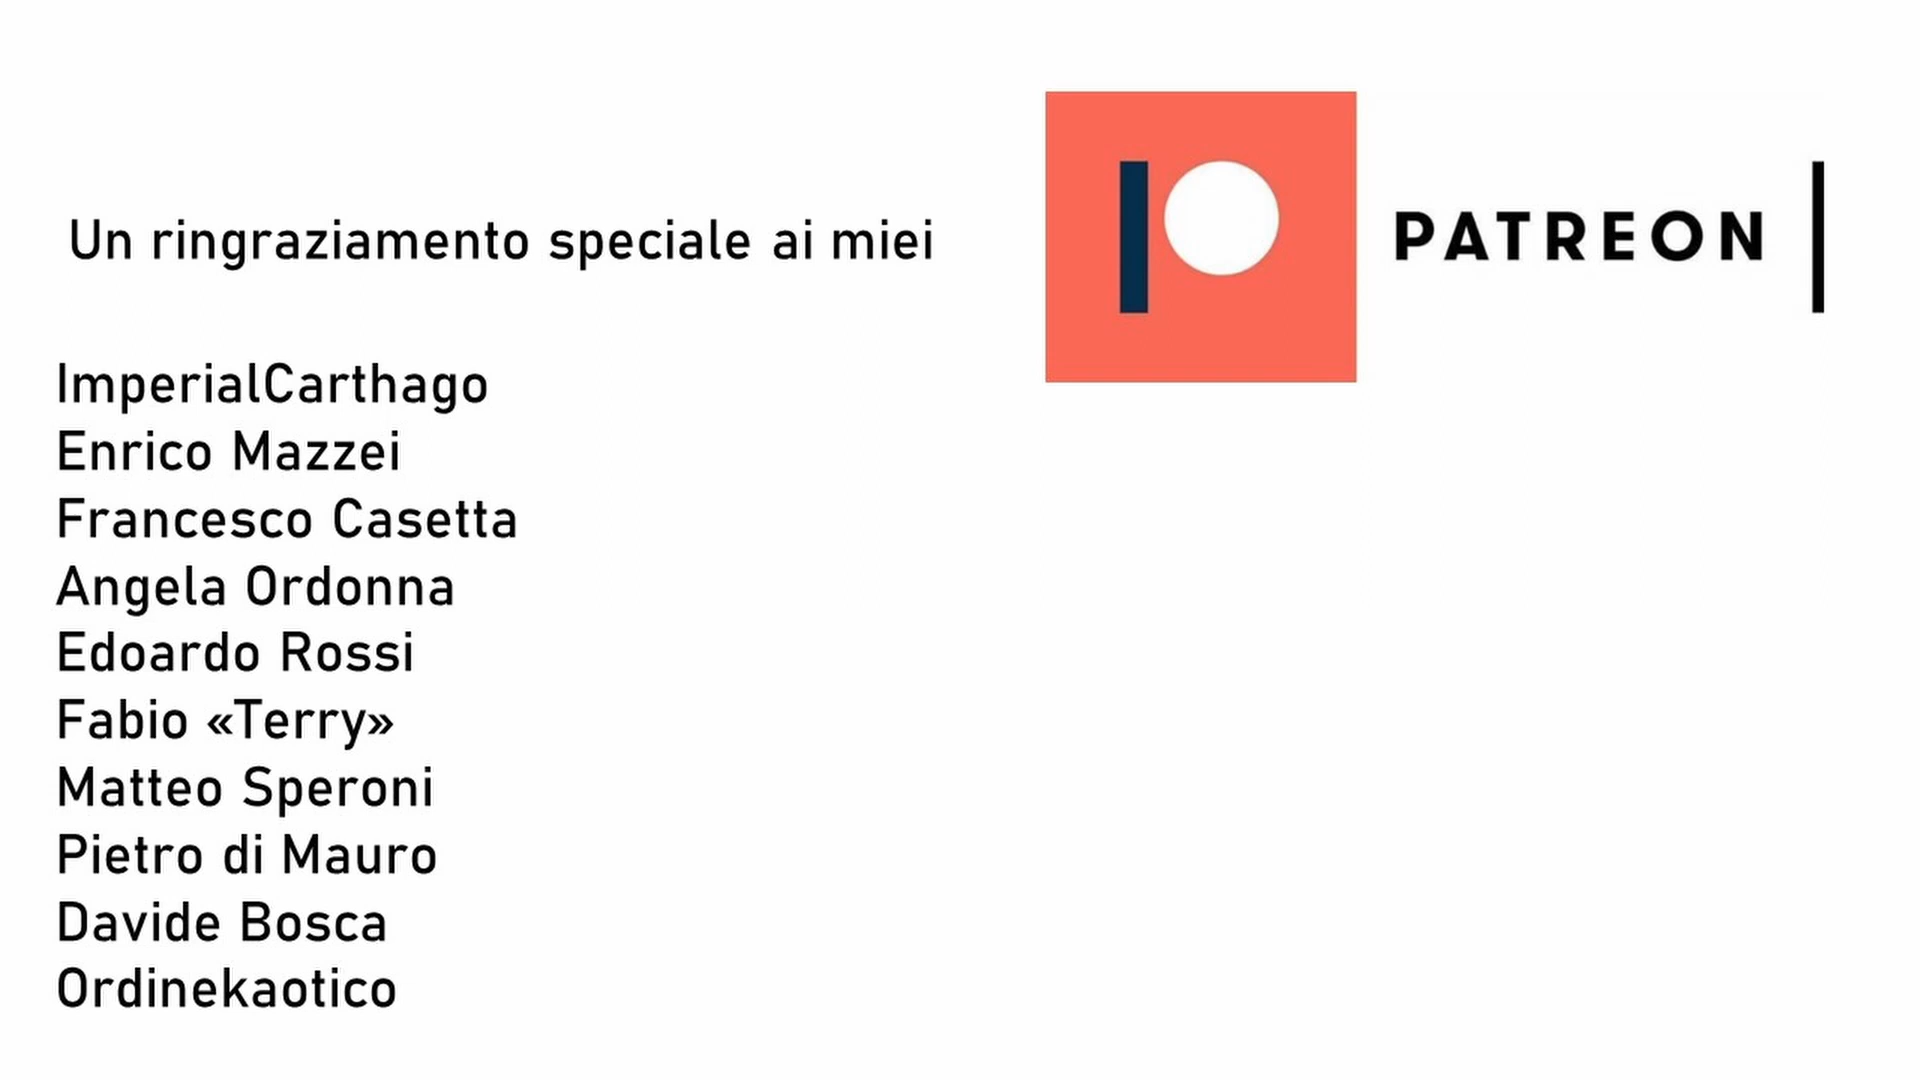 Un ringraziamento speciale ai miei PATREON
ImperialCarthago
Enrico Mazzei
Francesco Casetta
Angela Ordonna
Edoardo Rossi
Fabio «Terry»
Matteo Speroni
Pietro di Mauro
Davide Bosca
Ordinekaotico